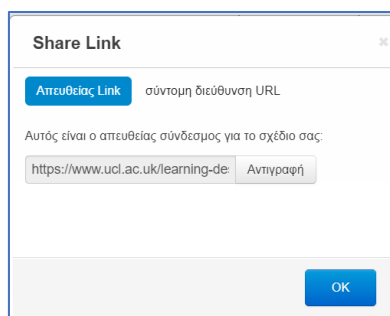 Share Link ×
Απευθείας Link σύντομη διεύθυνση URL
Αυτός είναι ο απευθείας σύνδεσμος για το σχέδιο σας:
https://www.ucl.ac.uk/learning-de Αντιγραφή
OK